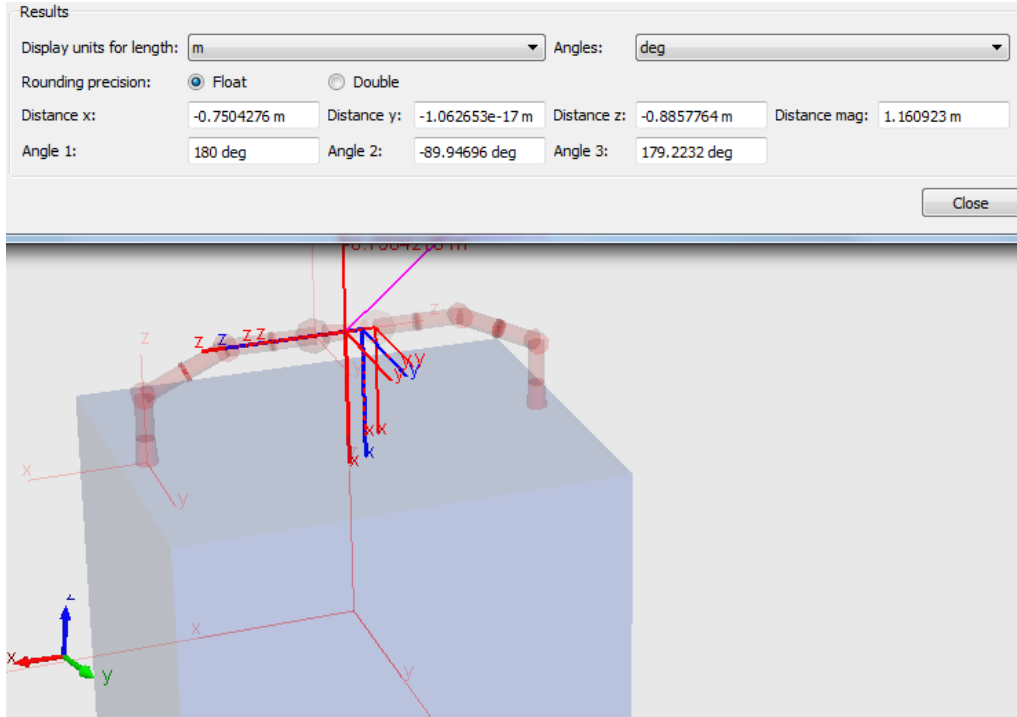 Results
Display units for length: m Angles: deg
Rounding precision: Float Double
Distance x: -0.7504276 m Distance y: -1.062653e-17 m Distance z: -0.8857764 m Distance mag: 1.160923 m
Angle 1: 180 deg Angle 2: -89.94696 deg Angle 3: 179.2232 deg
Close
z z z z z
z
y y y y
x x
x x
x y
x
z
x y
y